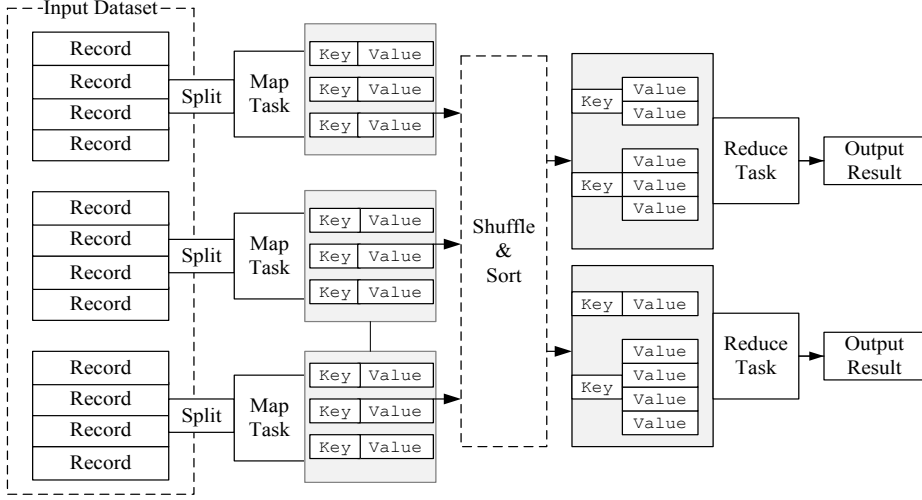 Input Dataset
Record
Record
Record
Record
Split
Map
Task
Key Value
Key Value
Key Value
Record
Record
Record
Record
Split
Map
Task
Key Value
Key Value
Key Value
Record
Record
Record
Record
Split
Map
Task
Key Value
Key Value
Key Value
Shuffle
&
Sort
Key
Value
Value
Key
Value
Value
Value
Reduce
Task
Output
Result
Key Value
Key
Value
Value
Value
Value
Reduce
Task
Output
Result